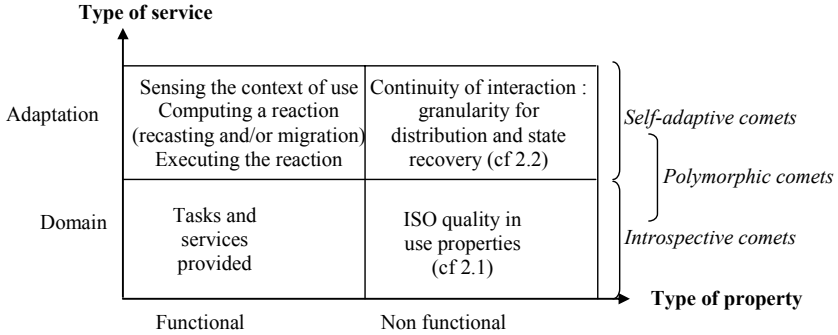 Type of service
Adaptation
Sensing the context of use
Computing a reaction
(recasting and/or migration)
Executing the reaction
Continuity of interaction :
granularity for
distribution and state
recovery (cf 2.2)
Self-adaptive comets
Polymorphic comets
Domain
Tasks and
services
provided
ISO quality in
use properties
(cf 2.1)
Introspective comets
Type of property
Functional
Non functional